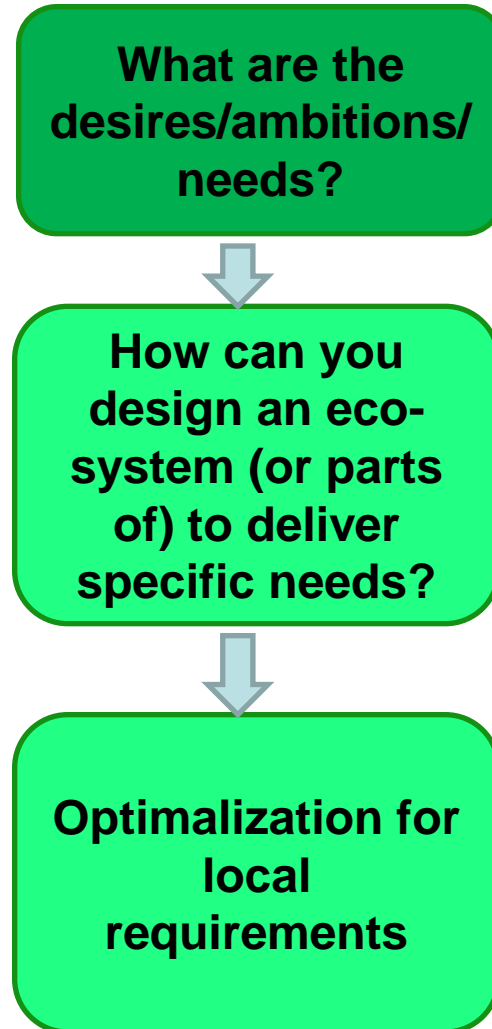 What are the
desires/ambitions/
needs?
How can you
design an eco-
system (or parts
of) to deliver
specific needs?
Optimalization for
local
requirements